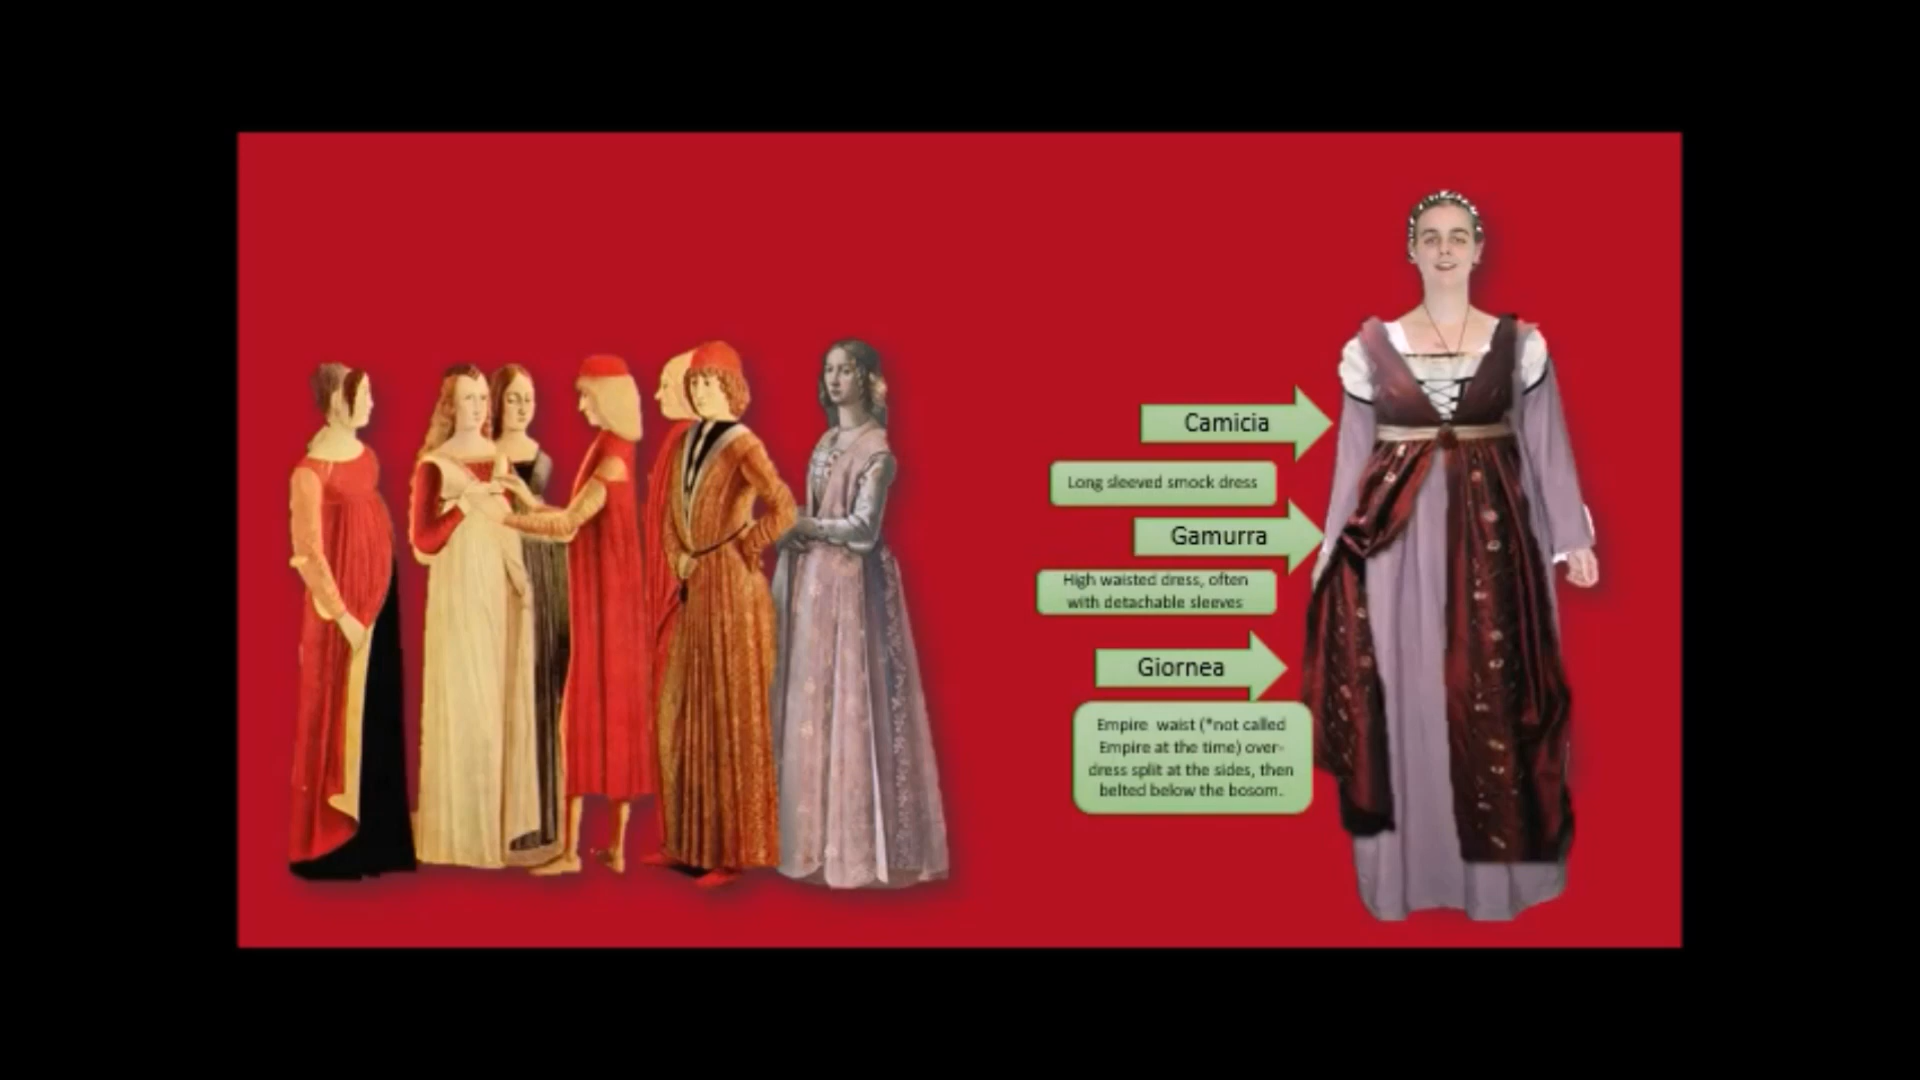 Camicia
Long sleeved smock dress
Gamurra
High waisted dress, often
with detachable sleeves
Giornea
Empire waist (*not called
Empire at the time) over-
dress split at the sides, then
belted below the bosom.